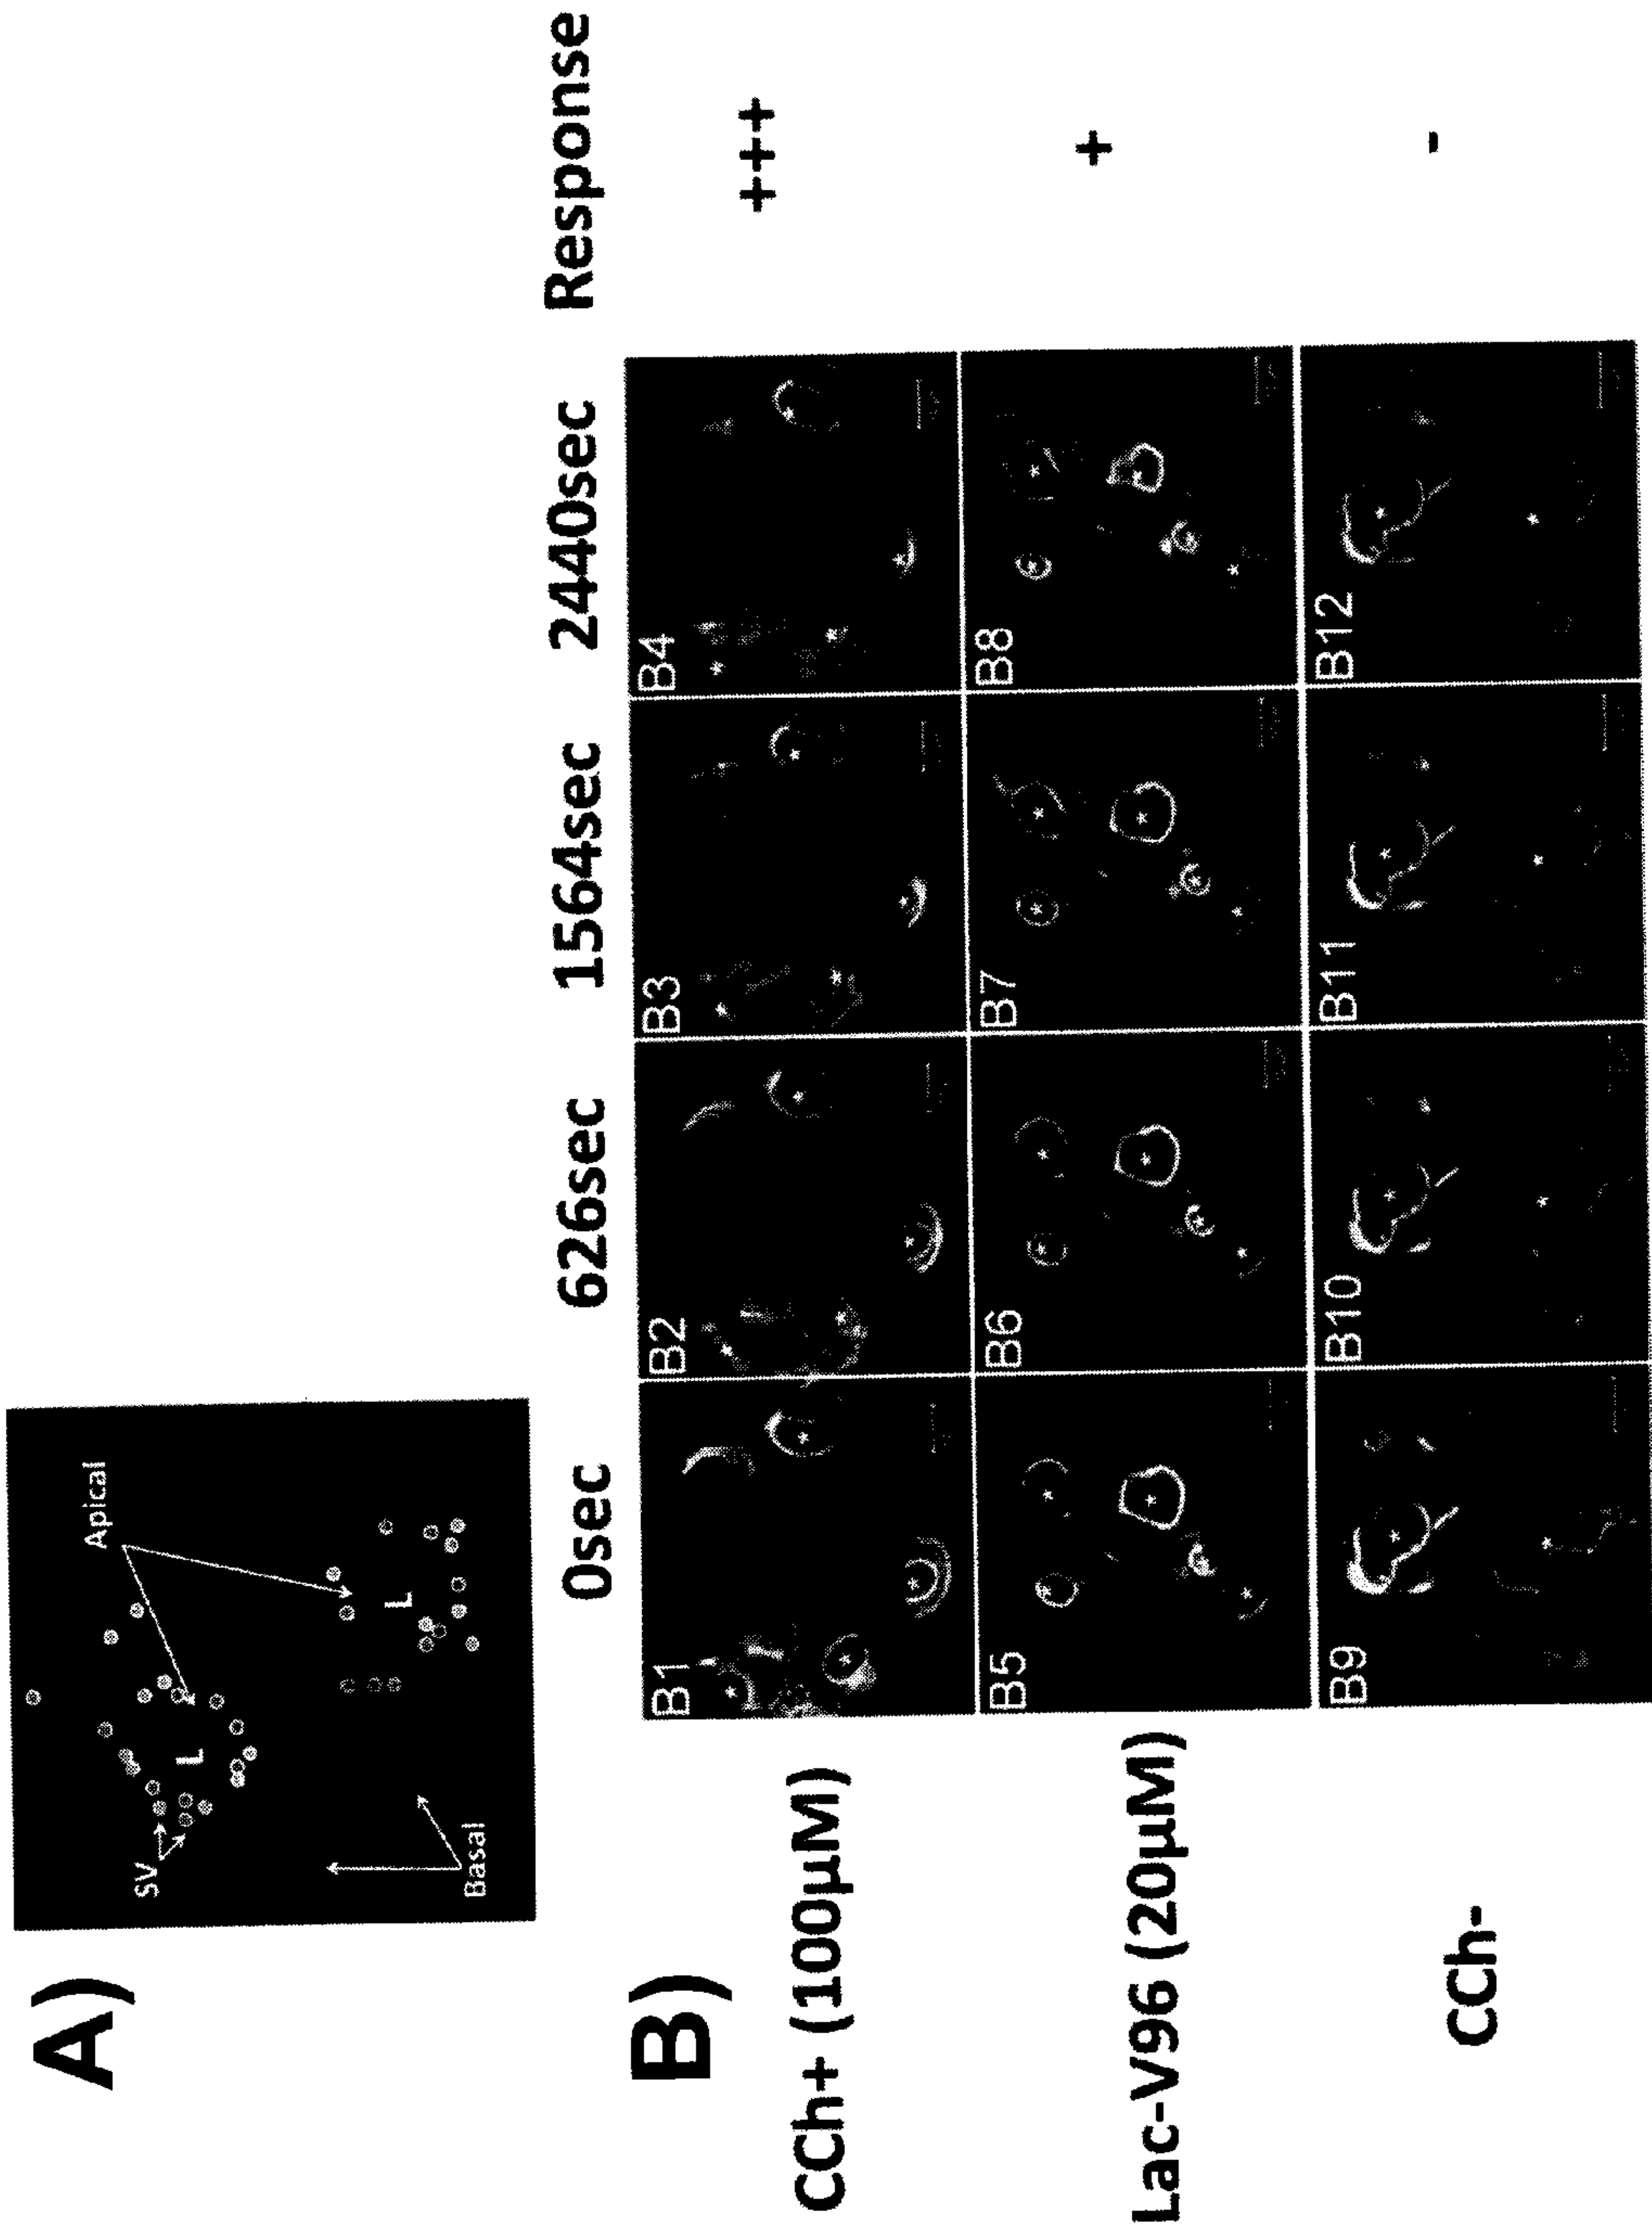 A)
SV
Apical
L
L
Basal
B)
0sec 626sec 1564sec 2440sec Response
CCh+ (100µM)
B1 B2 B3 B4
+++
Lac-V96 (20µM)
B5 B6 B7 B8
+
CCh-
B9 B10 B11 B12
-